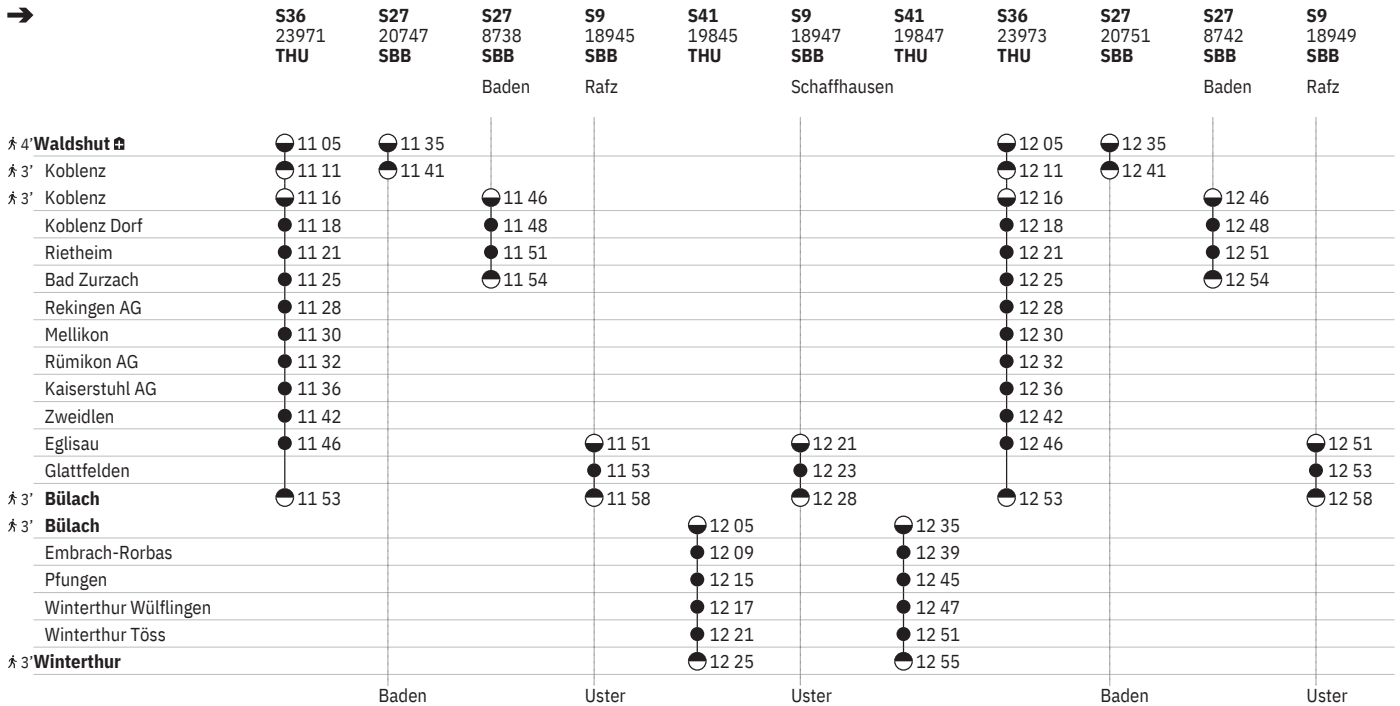 ➔ S36 S27 S27 S9 S41 S9 S41 S36 S27 S27 S9
23971 20747 8738 18945 19845 18947 19847 23973 20751 8742 18949
THU SBB SBB SBB THU SBB THU THU SBB SBB SBB
Baden Rafz Schaffhausen Baden Rafz
4’ Waldshut 11 05 11 35 12 05 12 35
3’ Koblenz 11 11 11 41 12 11 12 41
3’ Koblenz 11 16 11 46 12 16 12 46
Koblenz Dorf 11 18 11 48 12 18 12 48
Rietheim 11 21 11 51 12 21 12 51
Bad Zurzach 11 25 11 54 12 25 12 54
Rekingen AG 11 28 12 28
Mellikon 11 30 12 30
Rümikon AG 11 32 12 32
Kaiserstuhl AG 11 36 12 36
Zweidlen 11 42 12 42
Eglisau 11 46 11 51 12 21 12 46 12 51
Glattfelden 11 53 12 23 12 53
3’ Bülach 11 53 11 58 12 28 12 53 12 58
3’ Bülach 12 05 12 35
Embrach-Rorbas 12 09 12 39
Pfungen 12 15 12 45
Winterthur Wülflingen 12 17 12 47
Winterthur Töss 12 21 12 51
3’ Winterthur 12 25 12 55
Baden Uster Uster Baden Uster